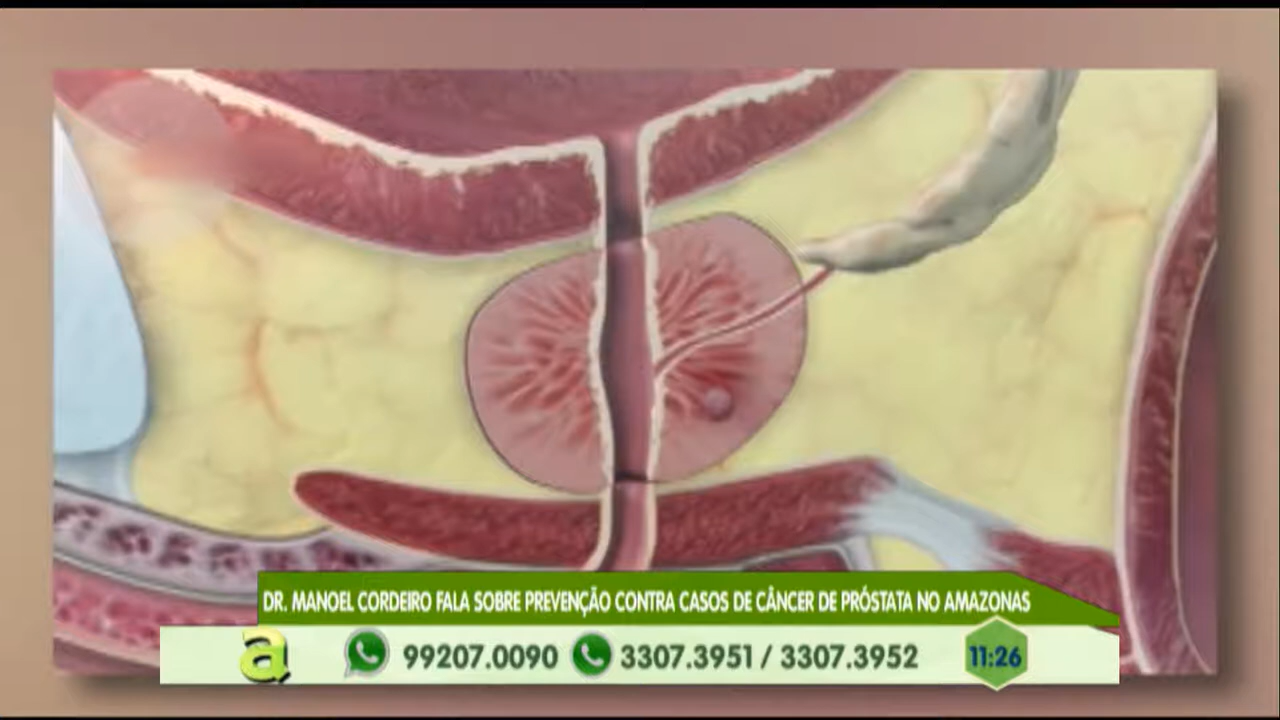 DR. MANOEL CORDEIRO FALA SOBRE PREVENÇÃO CONTRA CASOS DE CÂNCER DE PRÓSTATA NO AMAZONAS
a 99207.0090 3307.3951 / 3307.3952 11:26